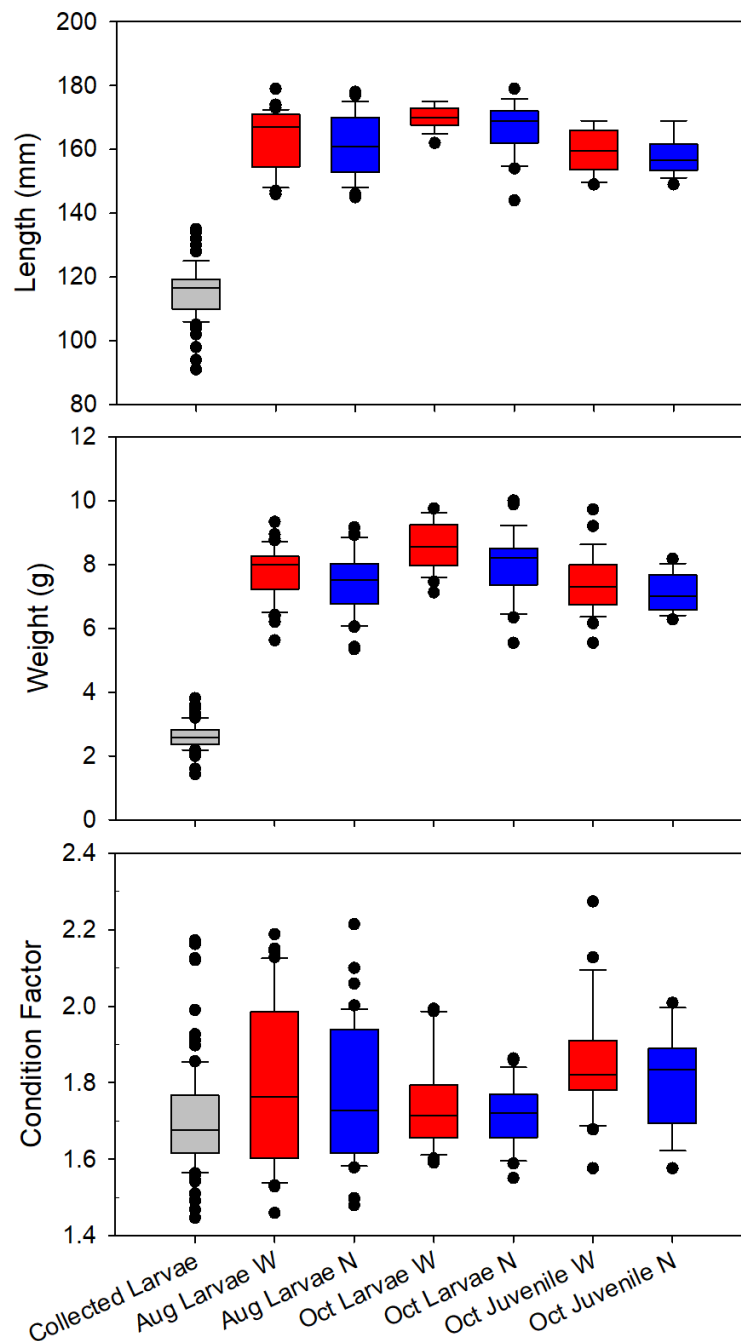 200
180
160
140
120
100
80
Length (mm)
12
10
8
6
4
2
0
Weight (g)
2.4
2.2
2.0
1.8
1.6
1.4
Condition Factor
Collected Larvae
Aug Larvae W
Aug Larvae N
Oct Larvae W
Oct Larvae N
Oct Juvenile W
Oct Juvenile N